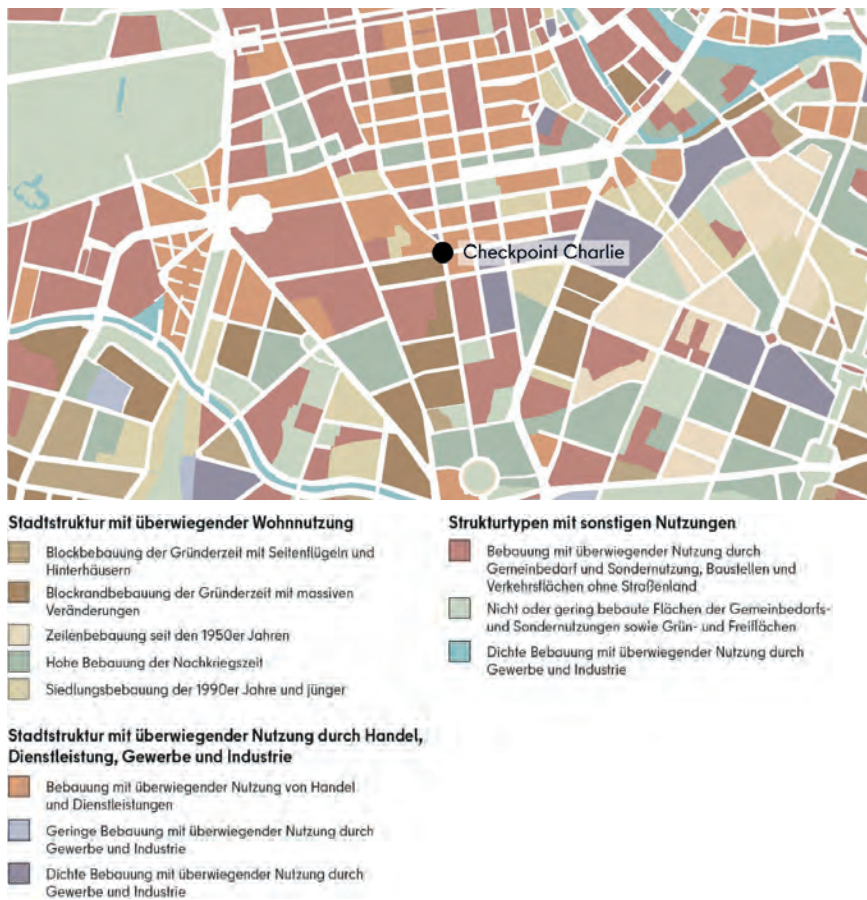 Checkpoint Charlie
Stadtstruktur mit überwiegender Wohnnutzung
Blockbebauung der Gründerzeit mit Seitenflügeln und
Hinterhäusern
Blockrandbebauung der Gründerzeit mit massiven
Veränderungen
Zeilenbebauung seit den 1950er Jahren
Hohe Bebauung der Nachkriegszeit
Siedlungsbebauung der 1990er Jahre und jünger
Stadtstruktur mit überwiegender Nutzung durch Handel,
Dienstleistung, Gewerbe und Industrie
Bebauung mit überwiegender Nutzung von Handel
und Dienstleistungen
Geringe Bebauung mit überwiegender Nutzung durch
Gewerbe und Industrie
Dichte Bebauung mit überwiegender Nutzung durch
Gewerbe und Industrie
Strukturtypen mit sonstigen Nutzungen
Bebauung mit überwiegender Nutzung durch
Gemeinbedarf und Sondernutzung, Baustellen und
Verkehrsflächen ohne Straßenland
Nicht oder gering bebaute Flächen der Gemeinbedarfs-
und Sondernutzungen sowie Grün- und Freiflächen
Dichte Bebauung mit überwiegender Nutzung durch
Gewerbe und Industrie